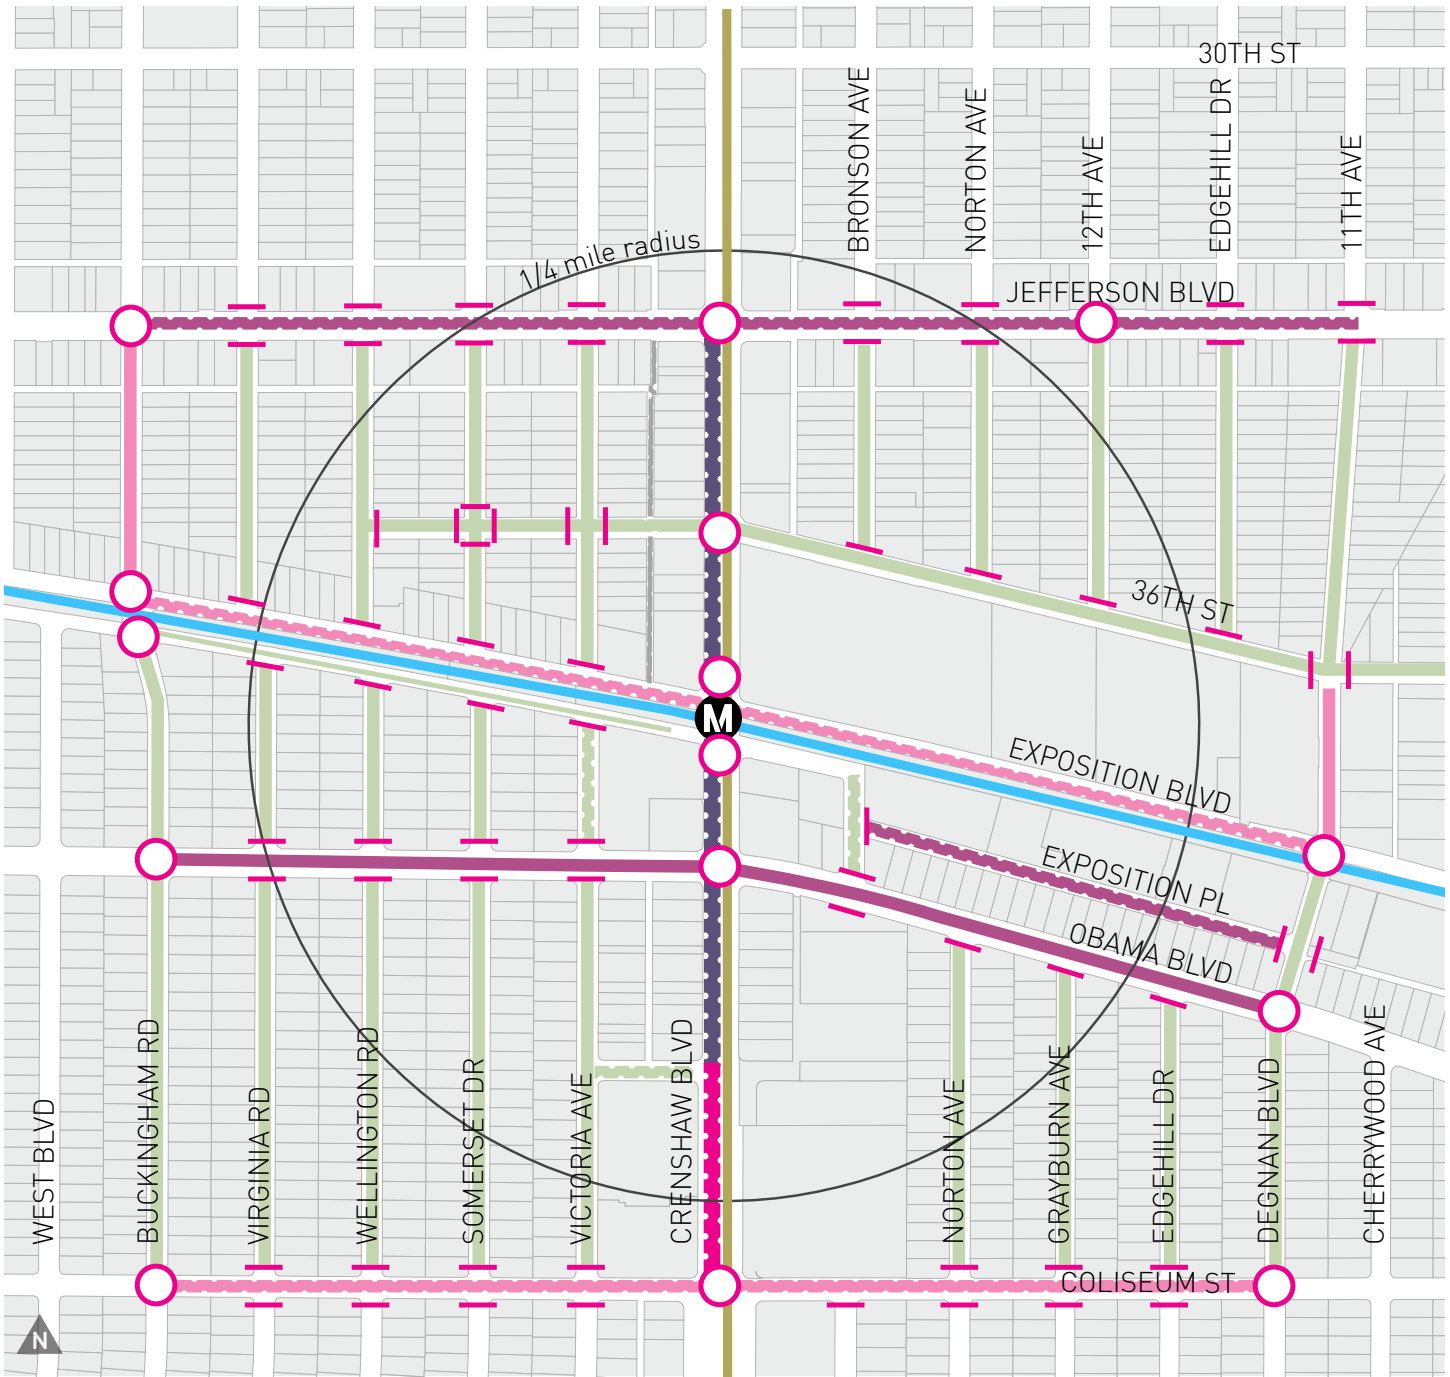 30TH ST
BRONSON AVE
NORTON AVE
12TH AVE
EDGEHILL DR
11TH AVE
1/4 mile radius
JEFFERSON BLVD
36TH ST
M
EXPOSITION BLVD
EXPOSITION PL
OBAMA BLVD
WEST BLVD
BUCKINGHAM RD
VIRGINIA RD
WELLINGTON RD
SOMERSET DR
VICTORIA AVE
CRENSHAW BLVD
NORTON AVE
GRAYBURN AVE
EDGEHILL DR
DEGNAN BLVD
CHERRYWOOD AVE
COLISEUM ST
N